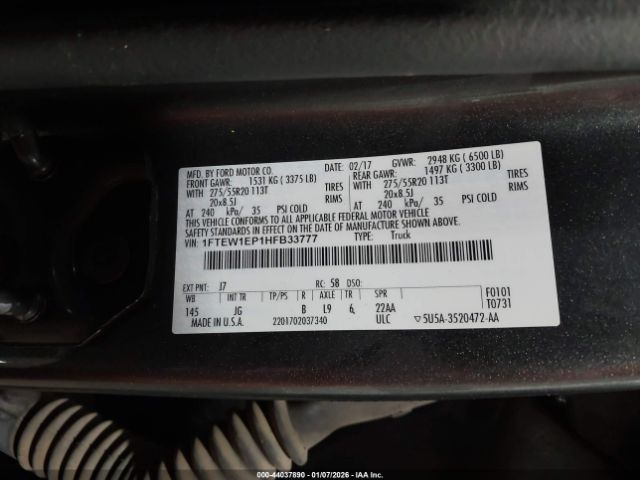 MFD. BY FORD MOTOR CO. 02/17 GVWR: 2948 KG ( 6500 LB)
FRONT GAWR: 1531 KG ( 3375 LB) REAR GAWR: 1497 KG ( 3300 LB)
WITH 275/55R20 113T TIRES WITH 275/55R20 113T TIRES
20x8.5J RIMS 20x8.5J RIMS
AT 240 kPa/ 35 PSI COLD AT 240 kPa/ 35 PSI COLD
THIS VEHICLE CONFORMS TO ALL APPLICABLE FEDERAL MOTOR VEHICLE
SAFETY STANDARDS IN EFFECT ON THE DATE OF MANUFACTURE SHOWN ABOVE.
VIN: 1FTEW1EP1HFB33777 TYPE: Truck
EXT PNT: J7 RC: 58 DSO: F0101
WB INT TR TP/PS R AXLE TR SPR T0731
145 JG B L9 6 22AA
MADE IN U.S.A. 2201702037340 ULC ▽5U5A-3520472-AA
000-44037890 - 01/07/2026 - IAAI.com